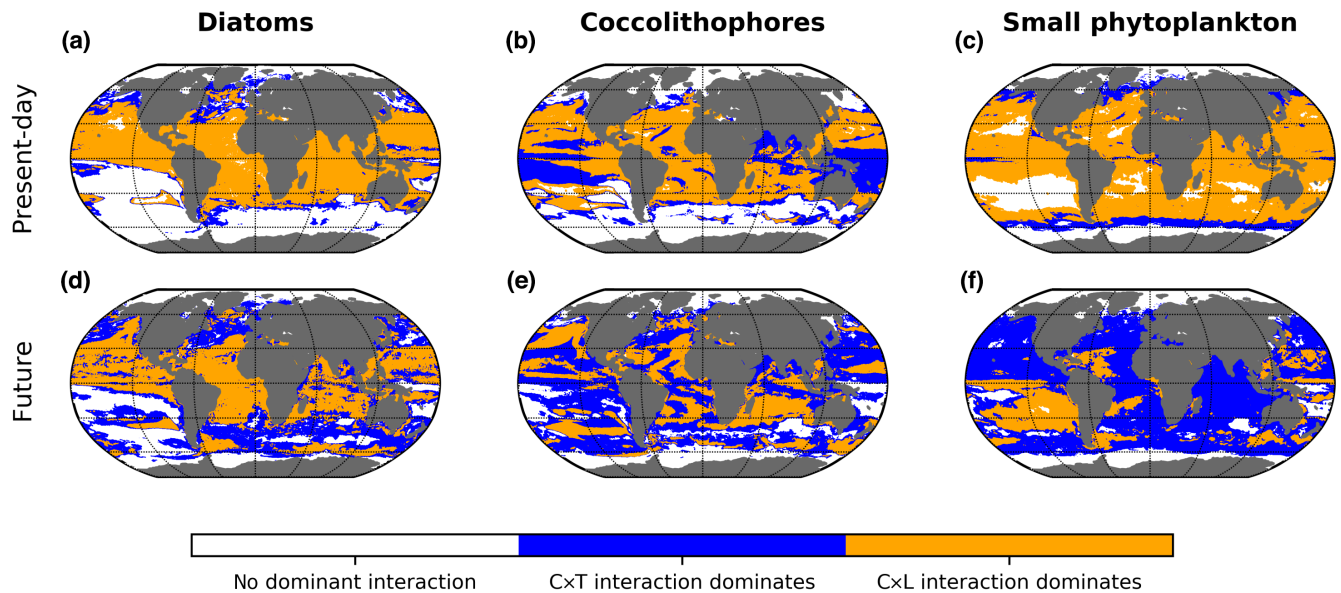 Diatoms
Coccolithophores
Small phytoplankton
(a)
(b)
(c)
Present-day
(d)
(e)
(f)
Future
No dominant interaction
C×T interaction dominates
C×L interaction dominates